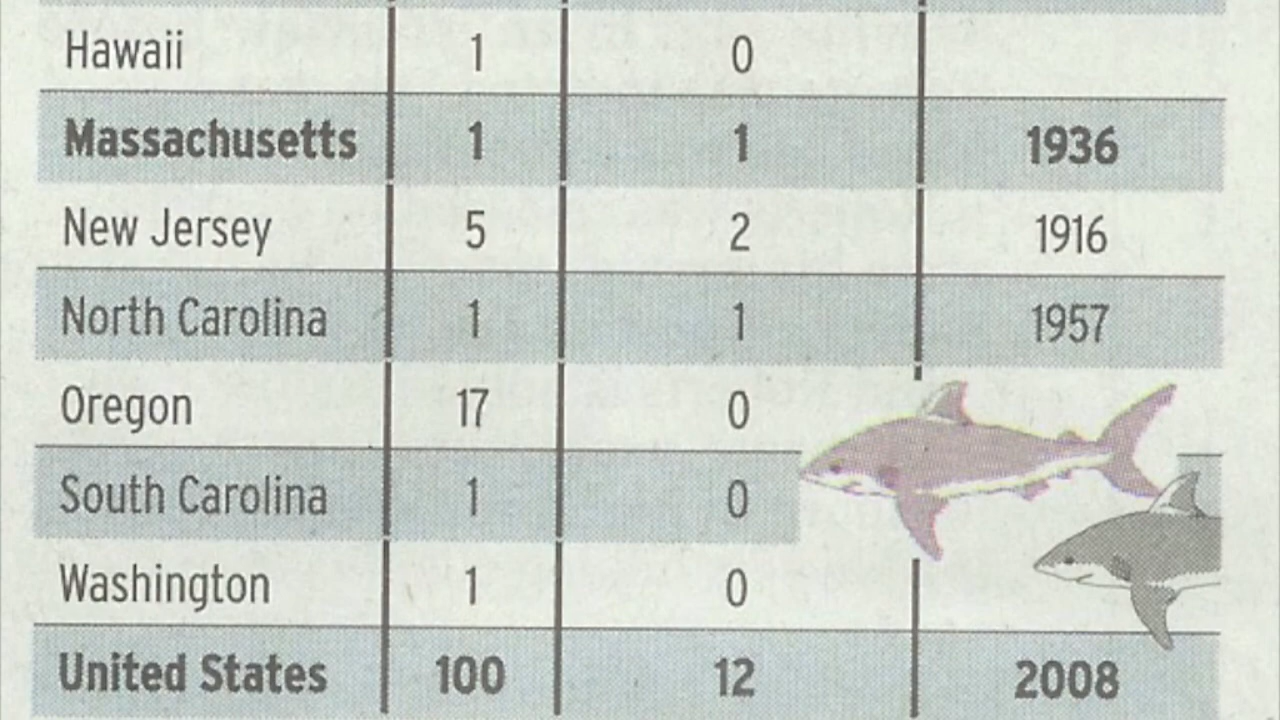 Hawaii 1 0
Massachusetts 1 1 1936
New Jersey 5 2 1916
North Carolina 1 1 1957
Oregon 17 0
South Carolina 1 0
Washington 1 0
United States 100 12 2008